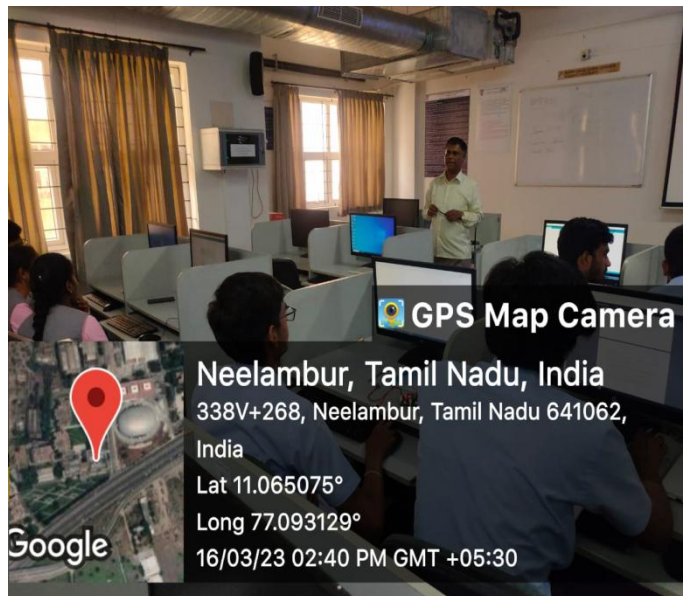 GPS Map Camera
Neelambur, Tamil Nadu, India
338V+268, Neelambur, Tamil Nadu 641062,
India
Lat 11.065075°
Long 77.093129°
16/03/23 02:40 PM GMT +05:30
Google